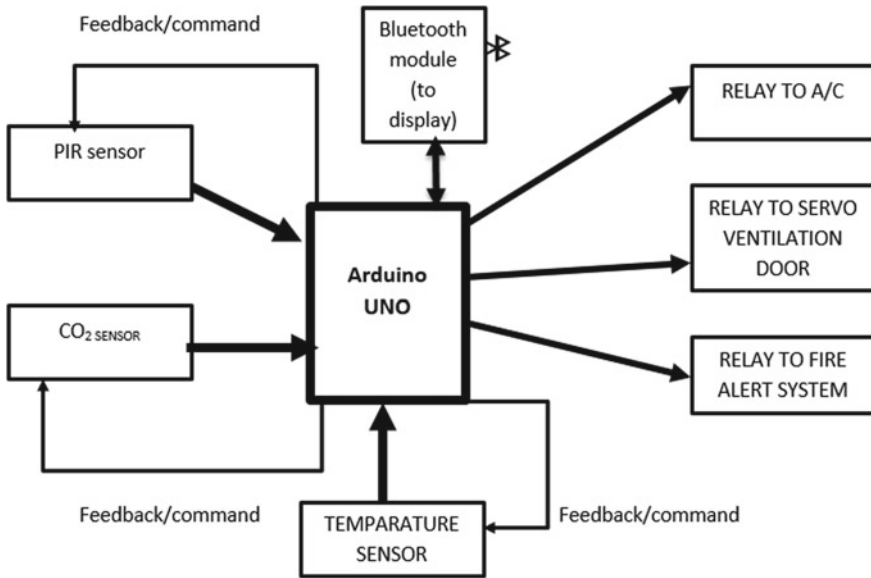 Feedback/command
Bluetooth
module
(to
display)
RELAY TO A/C
PIR sensor
RELAY TO SERVO
VENTILATION
DOOR
Arduino
UNO
CO₂ SENSOR
RELAY TO FIRE
ALERT SYSTEM
Feedback/command
TEMPARATURE
SENSOR
Feedback/command